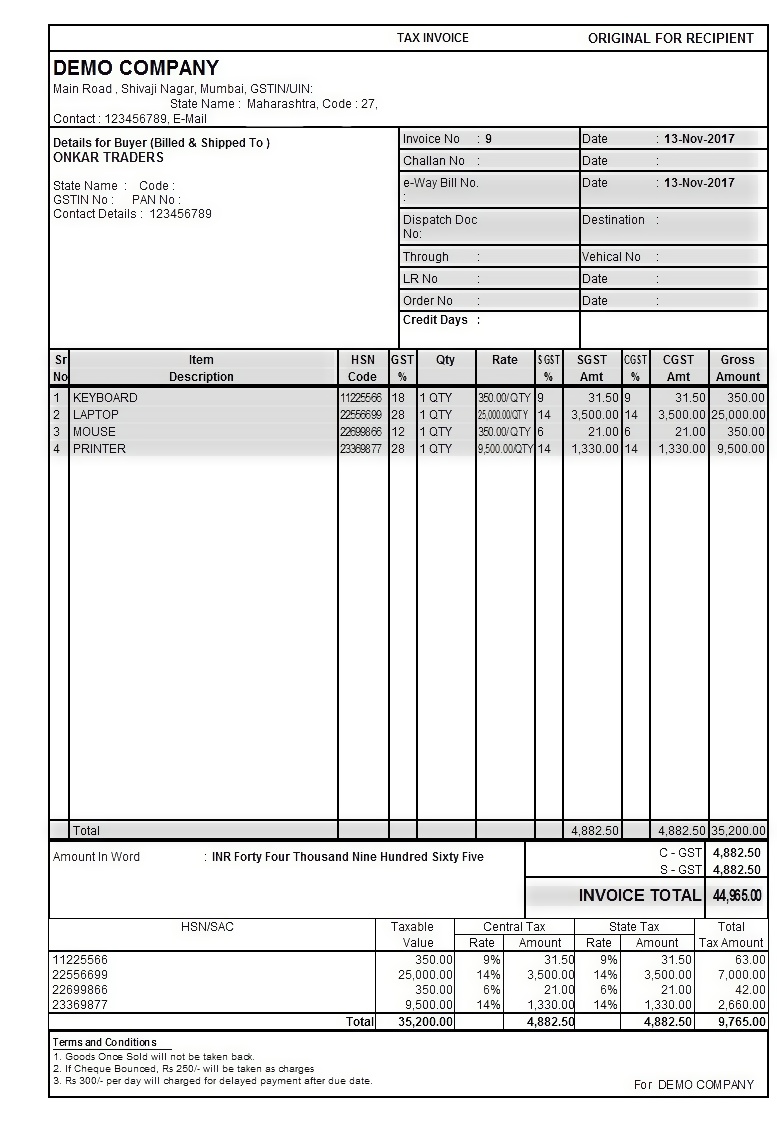 TAX INVOICE ORIGINAL FOR RECIPIENT
DEMO COMPANY
Main Road , Shivaji Nagar, Mumbai, GSTIN/UIN:
State Name : Maharashtra, Code : 27,
Contact : 123456789, E-Mail
Details for Buyer (Billed & Shipped To )
ONKAR TRADERS
State Name : Code :
GSTIN No : PAN No :
Contact Details : 123456789
Invoice No : 9 Date : 13-Nov-2017
Challan No : Date :
e-Way Bill No. Date : 13-Nov-2017
:
Dispatch Doc Destination :
No:
Through : Vehical No :
LR No : Date :
Order No : Date :
Credit Days :
Sr Item HSN GST Qty Rate SGST SGST CGST CGST Gross
No Description Code % % Amt % Amt Amount
1 KEYBOARD 11225566 18 1 QTY 350.00/QTY 9 31.50 9 31.50 350.00
2 LAPTOP 22556699 28 1 QTY 25,000.00/QTY 14 3,500.00 14 3,500.00 25,000.00
3 MOUSE 22699866 12 1 QTY 350.00/QTY 6 21.00 6 21.00 350.00
4 PRINTER 23369877 28 1 QTY 9,500.00/QTY 14 1,330.00 14 1,330.00 9,500.00
Total 4,882.50 4,882.50 35,200.00
Amount In Word : INR Forty Four Thousand Nine Hundred Sixty Five
C - GST 4,882.50
S - GST 4,882.50
INVOICE TOTAL 44,965.00
HSN/SAC Taxable Central Tax State Tax Total
Value Rate Amount Rate Amount Tax Amount
11225566 350.00 9% 31.50 9% 31.50 63.00
22556699 25,000.00 14% 3,500.00 14% 3,500.00 7,000.00
22699866 350.00 6% 21.00 6% 21.00 42.00
23369877 9,500.00 14% 1,330.00 14% 1,330.00 2,660.00
Total 35,200.00 4,882.50 4,882.50 9,765.00
Terms and Conditions
1. Goods Once Sold will not be taken back.
2. If Cheque Bounced, Rs 250/- will be taken as charges
3. Rs 300/- per day will charged for delayed payment after due date.
For DEMO COMPANY